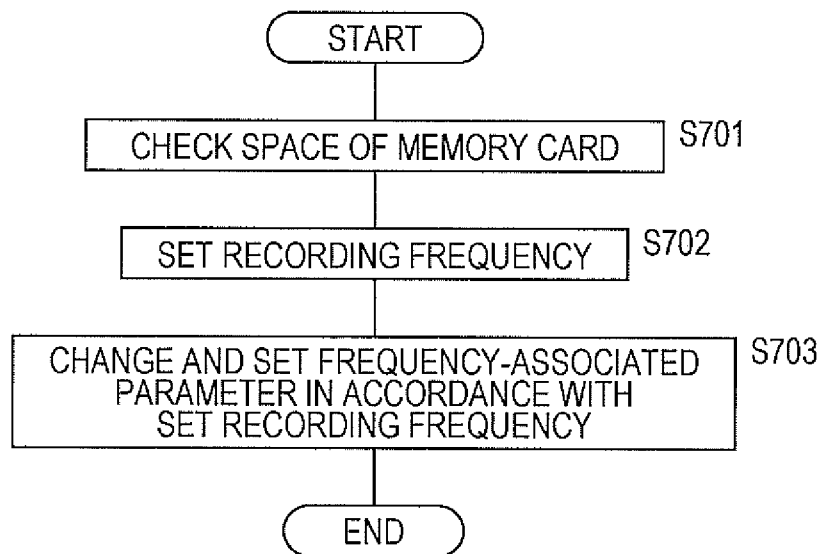 START
CHECK SPACE OF MEMORY CARD S701
SET RECORDING FREQUENCY S702
CHANGE AND SET FREQUENCY-ASSOCIATED S703
PARAMETER IN ACCORDANCE WITH
SET RECORDING FREQUENCY
END